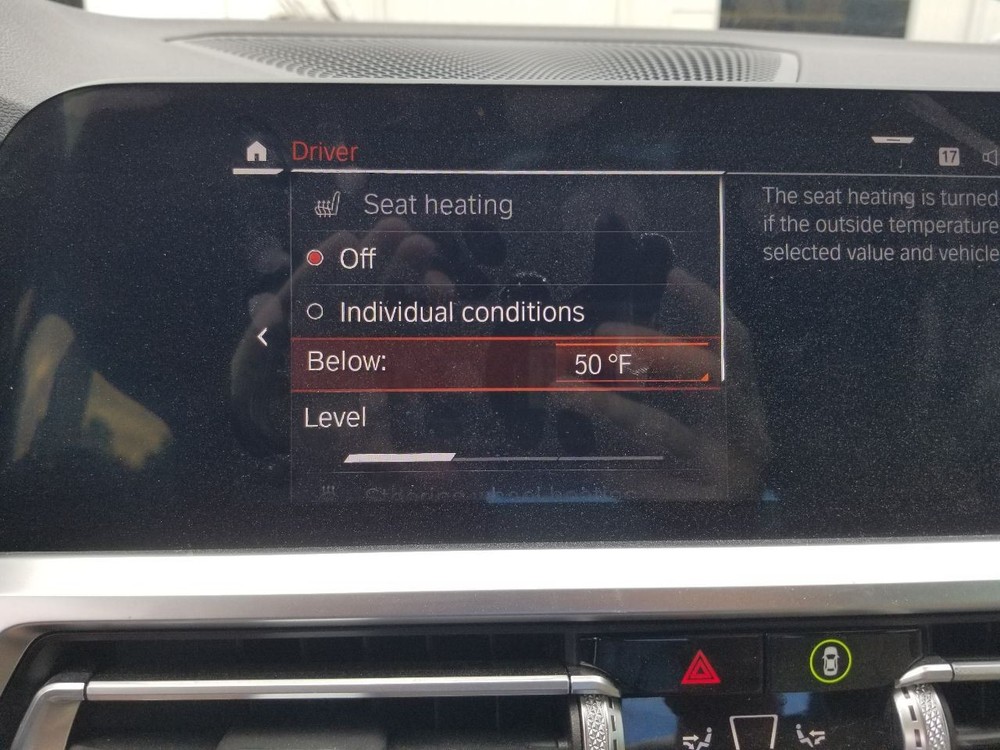 Driver
17
Seat heating
Off
Individual conditions
Below: 50 °F
Level
The seat heating is turned
if the outside temperature
selected value and vehicle